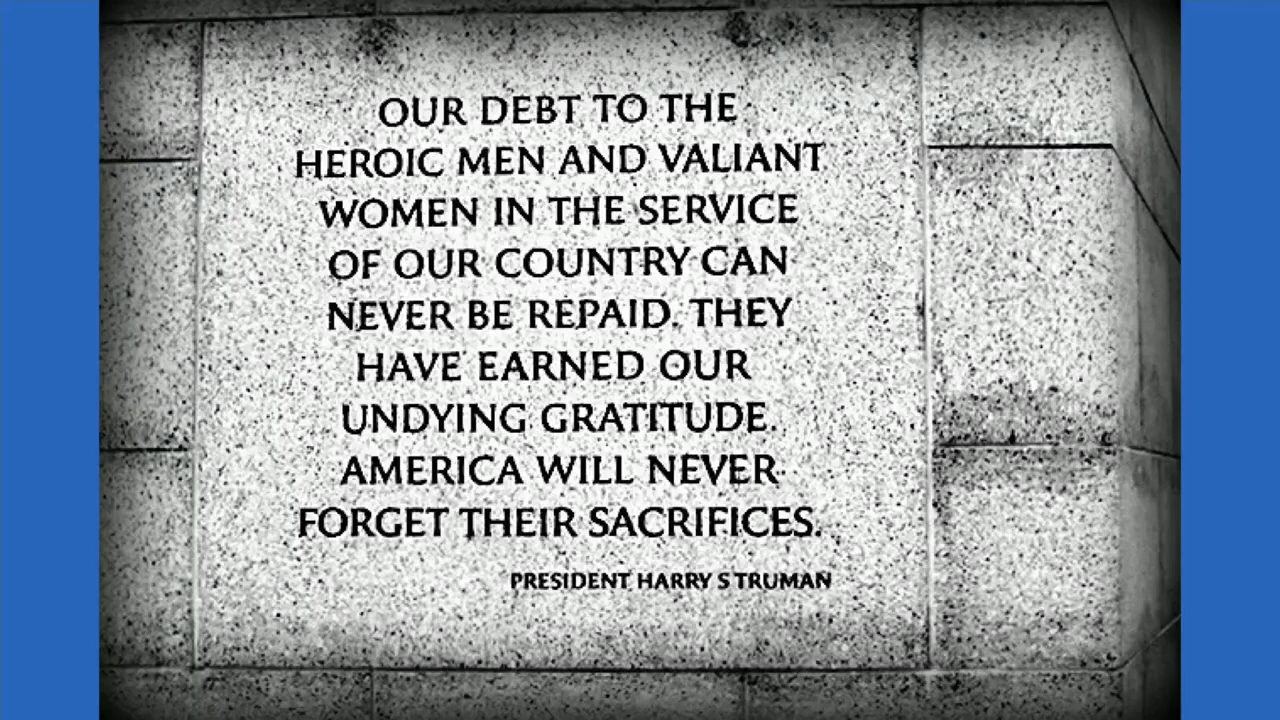 OUR DEBT TO THE
HEROIC MEN AND VALIANT
WOMEN IN THE SERVICE
OF OUR COUNTRY CAN
NEVER BE REPAID. THEY
HAVE EARNED OUR
UNDYING GRATITUDE.
AMERICA WILL NEVER
FORGET THEIR SACRIFICES.
PRESIDENT HARRY S TRUMAN